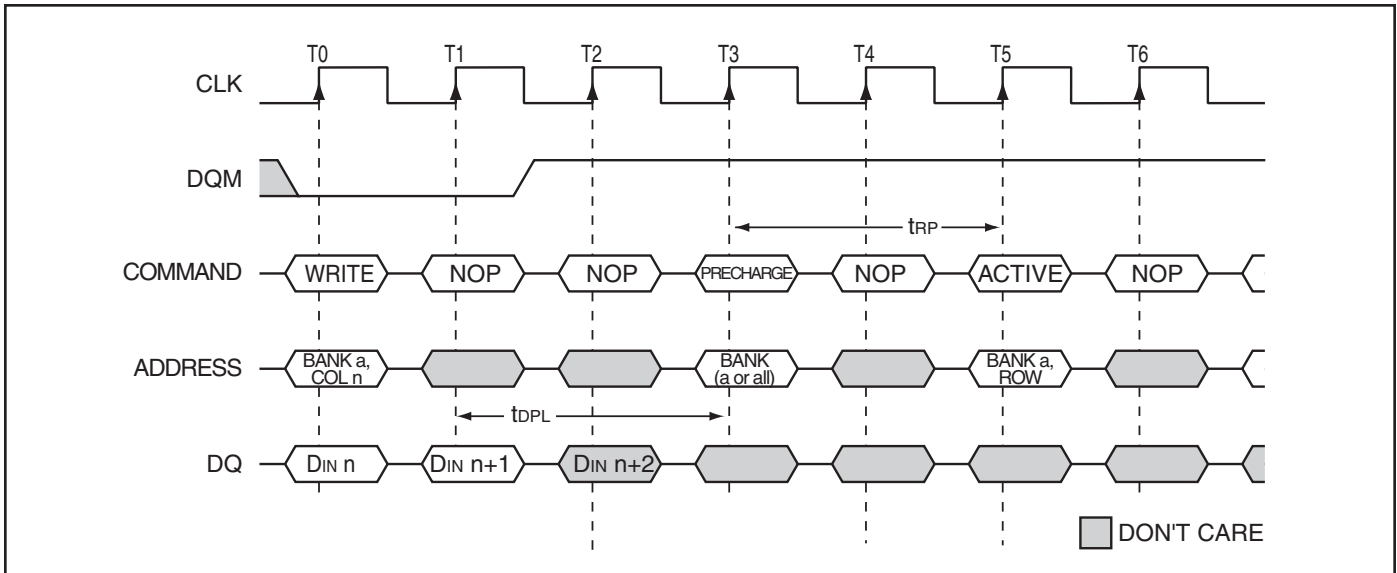 T0 T1 T2 T3 T4 T5 T6
CLK
DQM
tRP
COMMAND WRITE NOP NOP PRECHARGE NOP ACTIVE NOP
ADDRESS BANK a, COL n BANK (a or all) BANK a, ROW
tDPL
DQ DIN n DIN n+1 DIN n+2
DON'T CARE